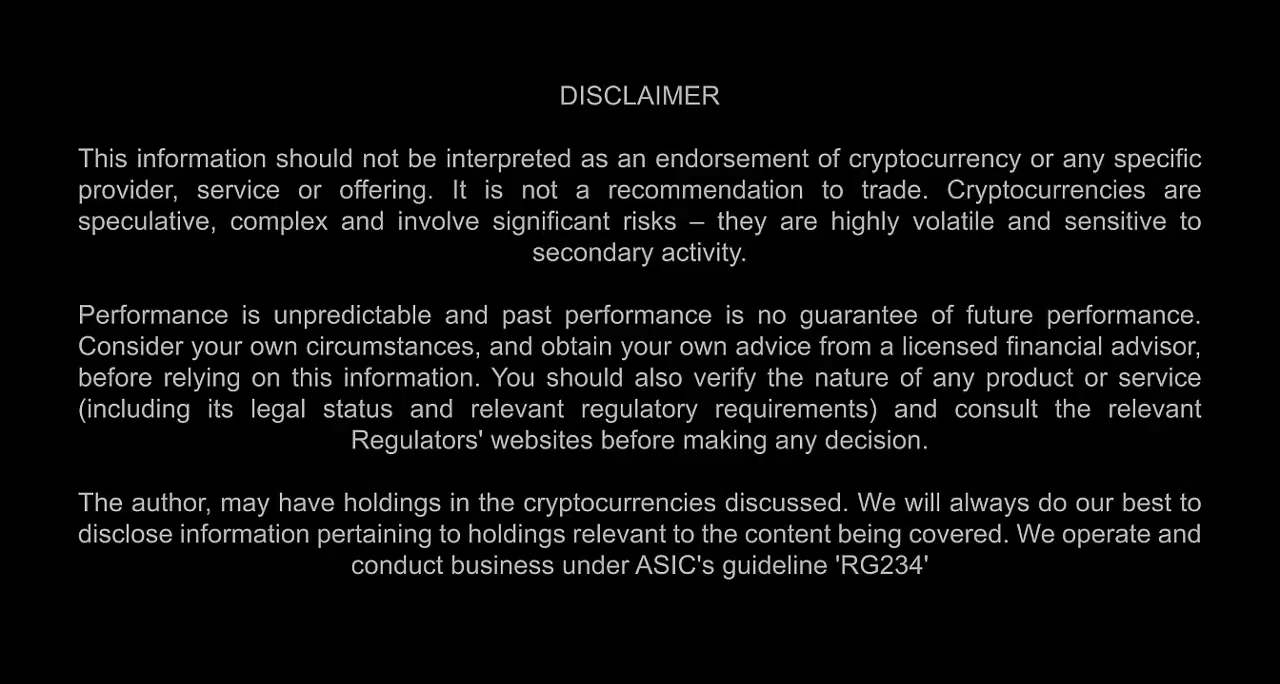 DISCLAIMER
This information should not be interpreted as an endorsement of cryptocurrency or any specific
provider, service or offering. It is not a recommendation to trade. Cryptocurrencies are
speculative, complex and involve significant risks – they are highly volatile and sensitive to
secondary activity.
Performance is unpredictable and past performance is no guarantee of future performance.
Consider your own circumstances, and obtain your own advice from a licensed financial advisor,
before relying on this information. You should also verify the nature of any product or service
(including its legal status and relevant regulatory requirements) and consult the relevant
Regulators' websites before making any decision.
The author, may have holdings in the cryptocurrencies discussed. We will always do our best to
disclose information pertaining to holdings relevant to the content being covered. We operate and
conduct business under ASIC's guideline 'RG234'